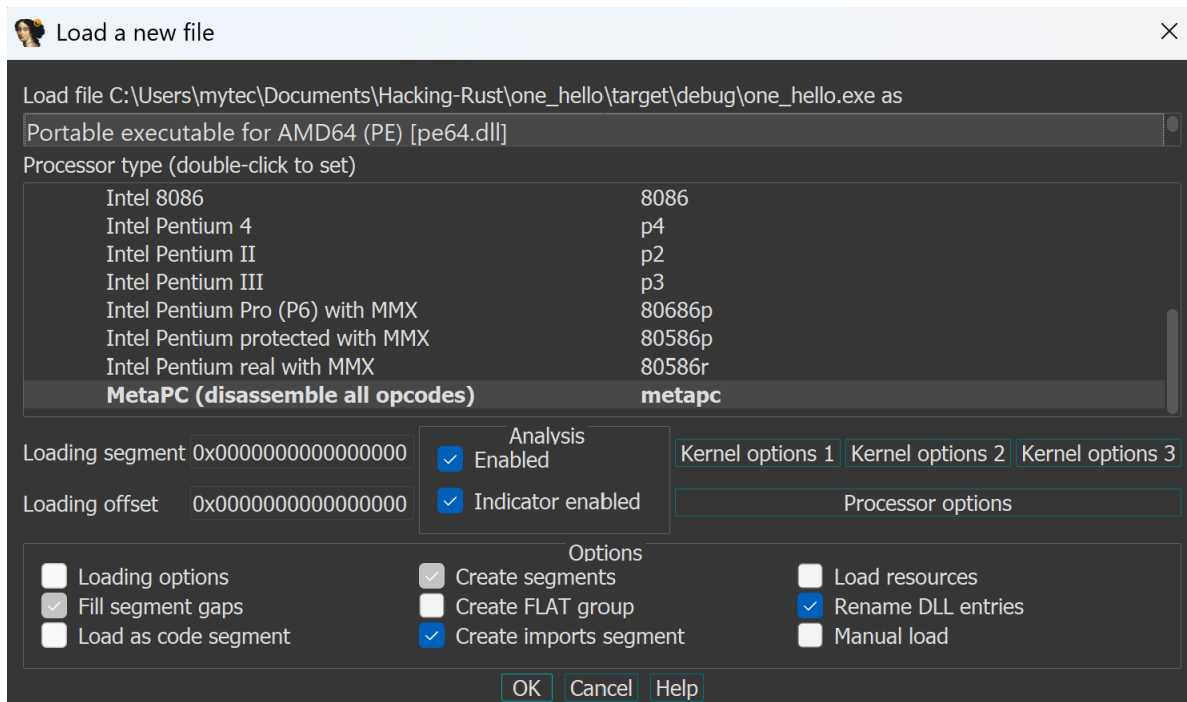 Load a new file
Load file C:\Users\mytec\Documents\Hacking-Rust\one_hello\target\debug\one_hello.exe as
Portable executable for AMD64 (PE) [pe64.dll]
Processor type (double-click to set)
Intel 8086 8086
Intel Pentium 4 p4
Intel Pentium II p2
Intel Pentium III p3
Intel Pentium Pro (P6) with MMX 80686p
Intel Pentium protected with MMX 80586p
Intel Pentium real with MMX 80586r
MetaPC (disassemble all opcodes) metapc
Analysis
Loading segment 0x0000000000000000 Enabled Kernel options 1 Kernel options 2 Kernel options 3
Loading offset 0x0000000000000000 Indicator enabled Processor options
Options
Loading options Create segments Load resources
Fill segment gaps Create FLAT group Rename DLL entries
Load as code segment Create imports segment Manual load
OK Cancel Help